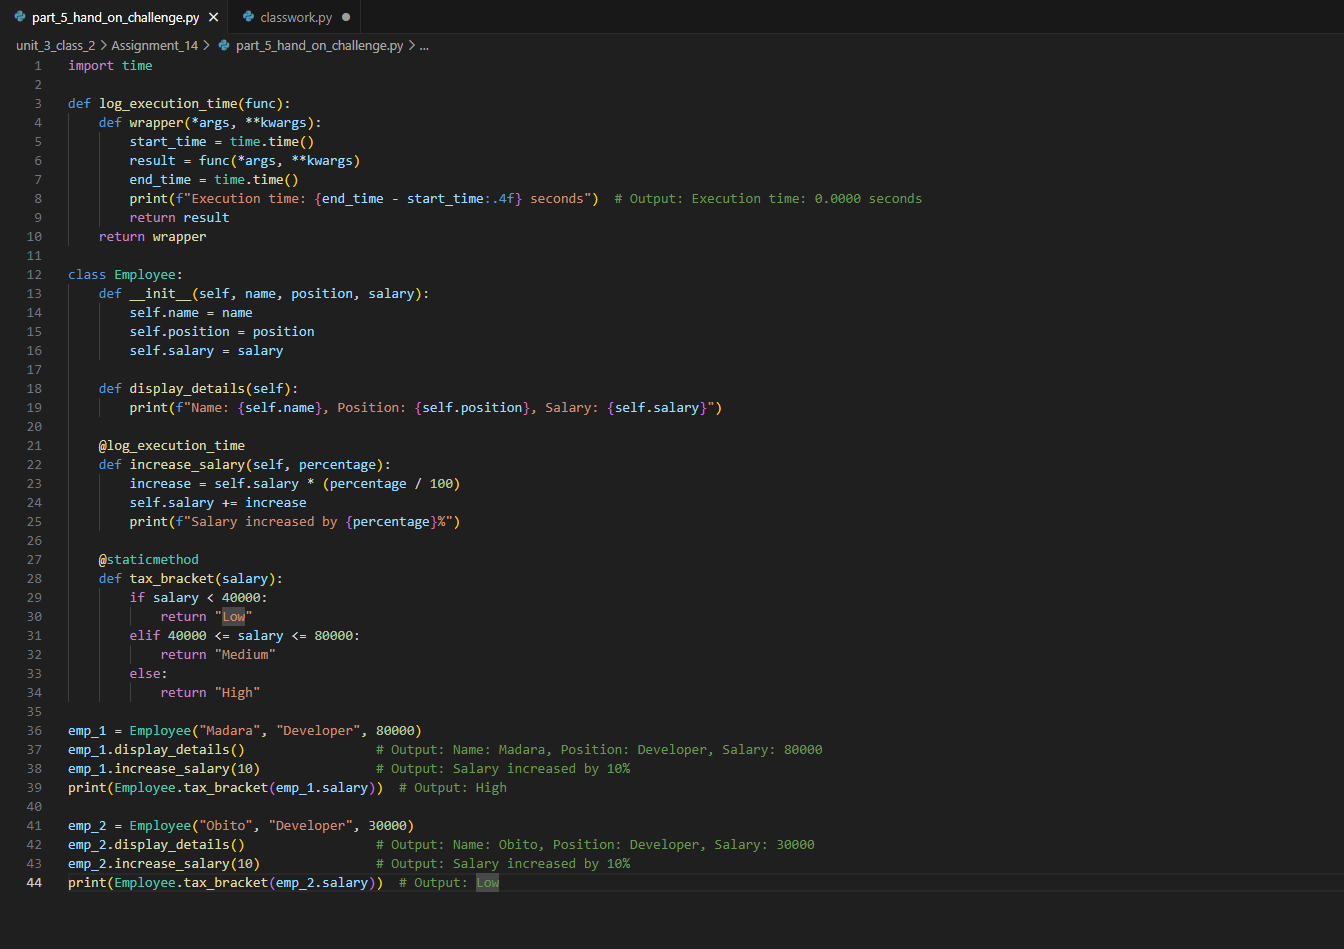 part_5_hand_on_challenge.py × classwork.py ●
unit_3_class_2 > Assignment_14 > part_5_hand_on_challenge.py > ...
1 import time
2
3 def log_execution_time(func):
4     def wrapper(*args, **kwargs):
5         start_time = time.time()
6         result = func(*args, **kwargs)
7         end_time = time.time()
8         print(f"Execution time: {end_time - start_time:.4f} seconds")  # Output: Execution time: 0.0000 seconds
9         return result
10     return wrapper
11
12 class Employee:
13     def __init__(self, name, position, salary):
14         self.name = name
15         self.position = position
16         self.salary = salary
17
18     def display_details(self):
19         print(f"Name: {self.name}, Position: {self.position}, Salary: {self.salary}")
20
21     @log_execution_time
22     def increase_salary(self, percentage):
23         increase = self.salary * (percentage / 100)
24         self.salary += increase
25         print(f"Salary increased by {percentage}%")
26
27     @staticmethod
28     def tax_bracket(salary):
29         if salary < 40000:
30             return "Low"
31         elif 40000 <= salary <= 80000:
32             return "Medium"
33         else:
34             return "High"
35
36 emp_1 = Employee("Madara", "Developer", 80000)
37 emp_1.display_details()                 # Output: Name: Madara, Position: Developer, Salary: 80000
38 emp_1.increase_salary(10)               # Output: Salary increased by 10%
39 print(Employee.tax_bracket(emp_1.salary))  # Output: High
40
41 emp_2 = Employee("Obito", "Developer", 30000)
42 emp_2.display_details()                 # Output: Name: Obito, Position: Developer, Salary: 30000
43 emp_2.increase_salary(10)               # Output: Salary increased by 10%
44 print(Employee.tax_bracket(emp_2.salary))  # Output: Low